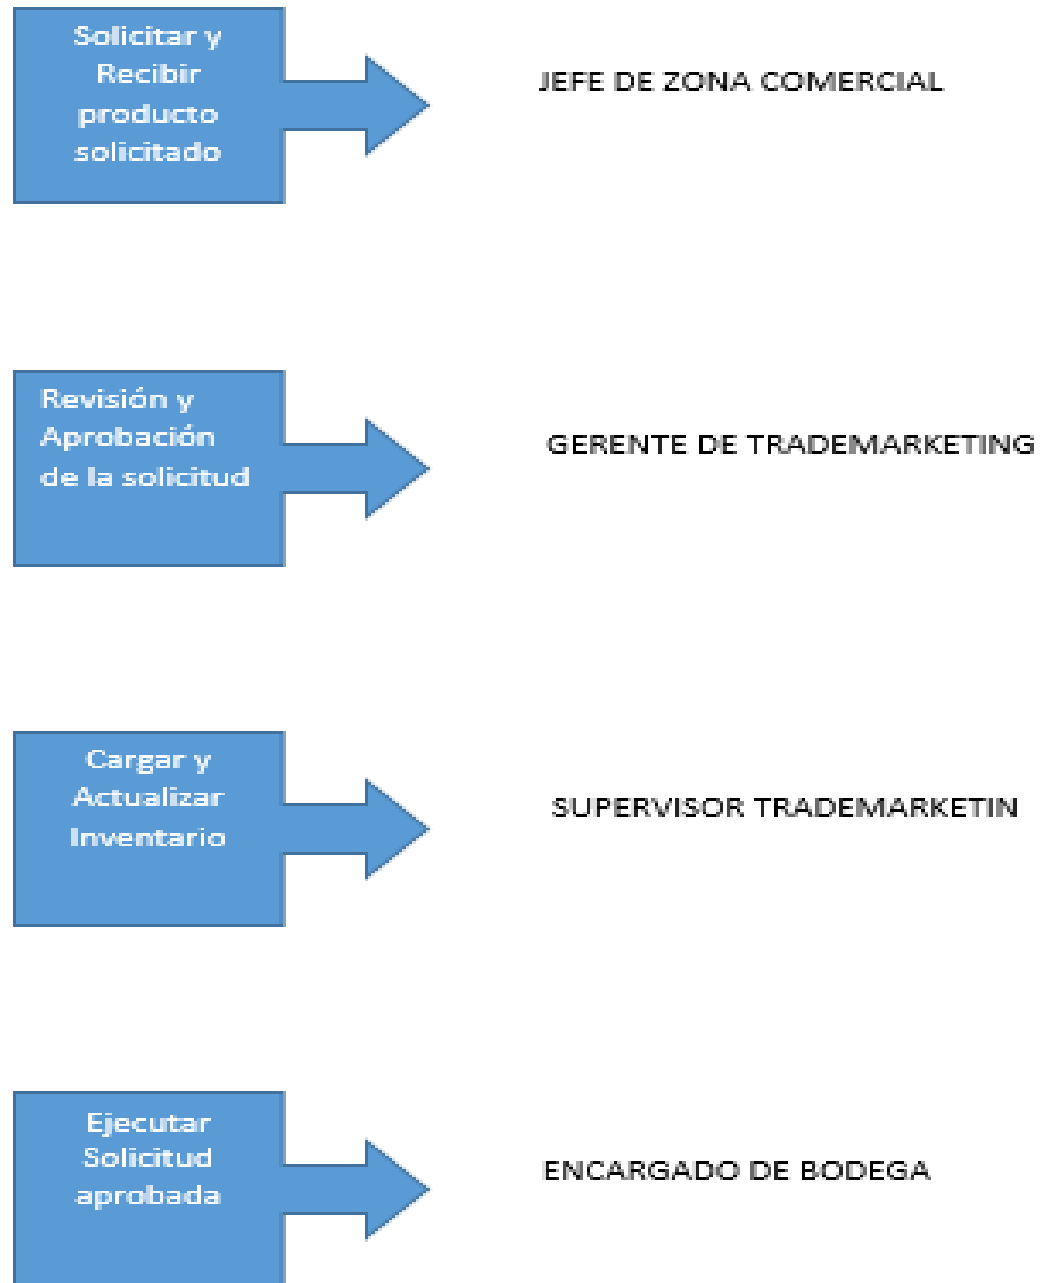 Solicitar y
Recibir
producto
solicitado
JEFE DE ZONA COMERCIAL
Revisión y
Aprobación
de la solicitud
GERENTE DE TRADEMARKETING
Cargar y
Actualizar
Inventario
SUPERVISOR TRADEMARKETIN
Ejecutar
Solicitud
aprobada
ENCARGADO DE BODEGA